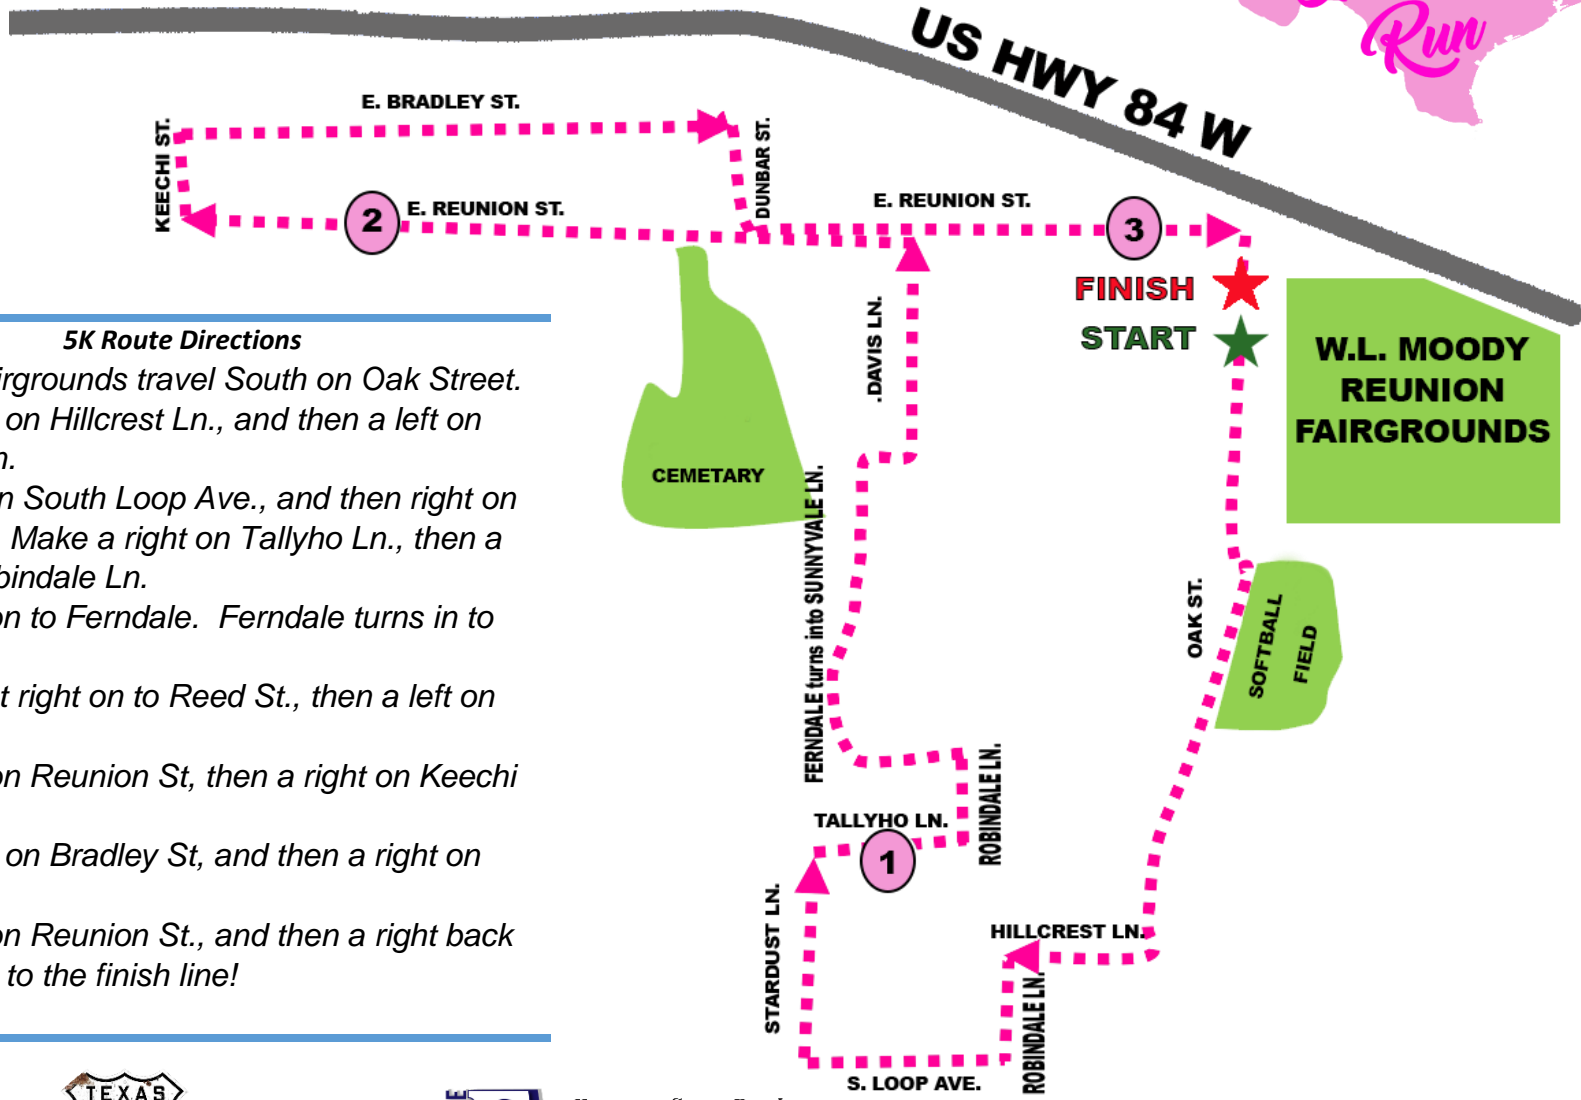 Run
US HWY 84 W
E. BRADLEY ST.
KEECHI ST.
DUNBAR ST.
E. REUNION ST.
2
E. REUNION ST.
3
FINISH
START
W.L. MOODY
REUNION
FAIRGROUNDS
.DAVIS LN.
CEMETARY
FERNDALE turns into SUNNYVALE LN.
OAK ST.
SOFTBALL
FIELD
ROBINDALE LN.
TALLYHO LN.
1
STARDUST LN.
HILLCREST LN.
ROBINDALE LN.
S. LOOP AVE.
5K Route Directions
irgrounds travel South on Oak Street.
on Hillcrest Ln., and then a left on
n.
n South Loop Ave., and then right on
Make a right on Tallyho Ln., then a
bindale Ln.
on to Ferndale. Ferndale turns in to
t right on to Reed St., then a left on
on Reunion St, then a right on Keechi
on Bradley St, and then a right on
on Reunion St., and then a right back
to the finish line!
TEXAS